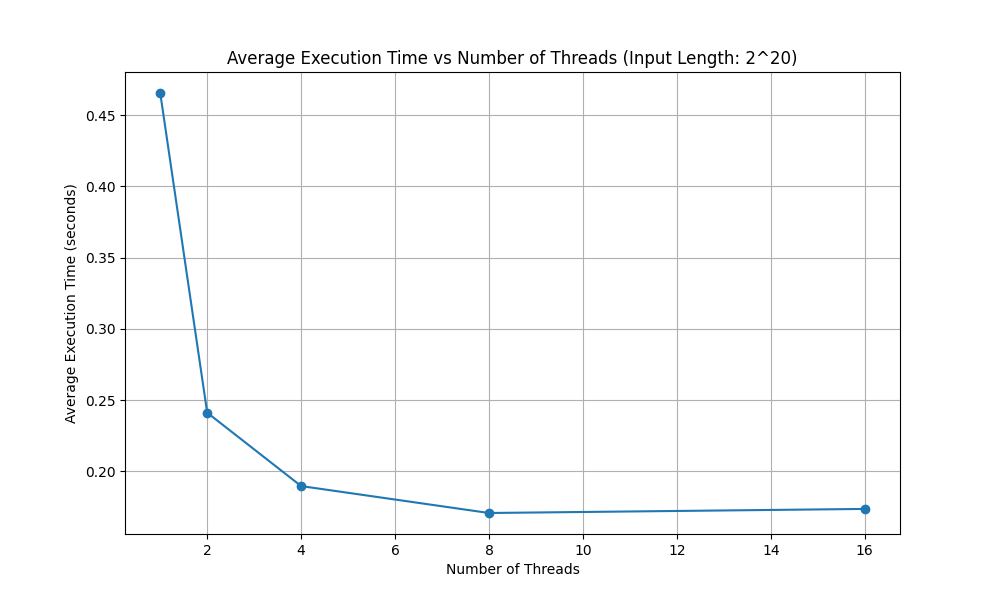 Average Execution Time vs Number of Threads (Input Length: 2^20)
Average Execution Time (seconds)
0.45
0.40
0.35
0.30
0.25
0.20
2 4 6 8 10 12 14 16
Number of Threads